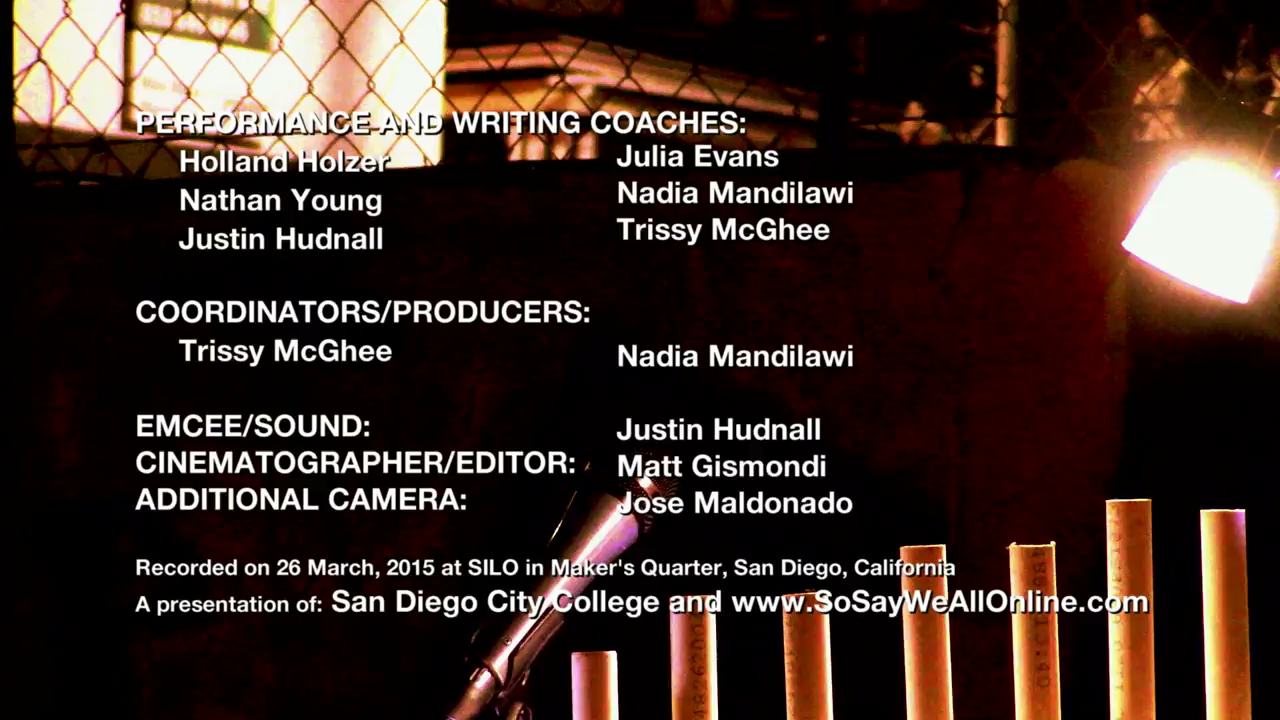 PERFORMANCE AND WRITING COACHES:
Holland Holzer Julia Evans
Nathan Young Nadia Mandilawi
Justin Hudnall Trissy McGhee
COORDINATORS/PRODUCERS:
Trissy McGhee Nadia Mandilawi
EMCEE/SOUND: Justin Hudnall
CINEMATOGRAPHER/EDITOR: Matt Gismondi
ADDITIONAL CAMERA: Jose Maldonado
Recorded on 26 March, 2015 at SILO in Maker's Quarter, San Diego, California
A presentation of: San Diego City College and www.SoSayWeAllOnline.com